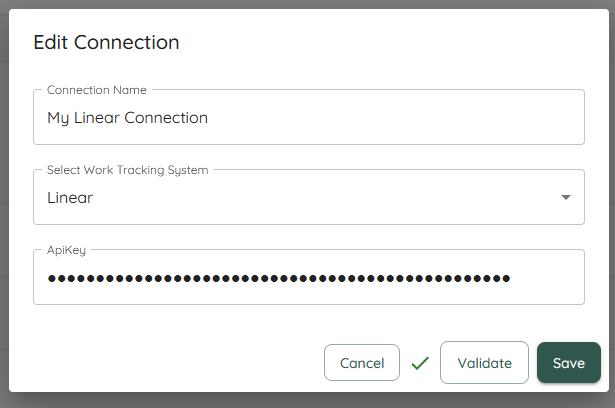 Edit Connection
Connection Name
My Linear Connection
Select Work Tracking System
Linear
ApiKey
••••••••••••••••••••••••••••••••••••••••••••••••
Cancel Validate Save